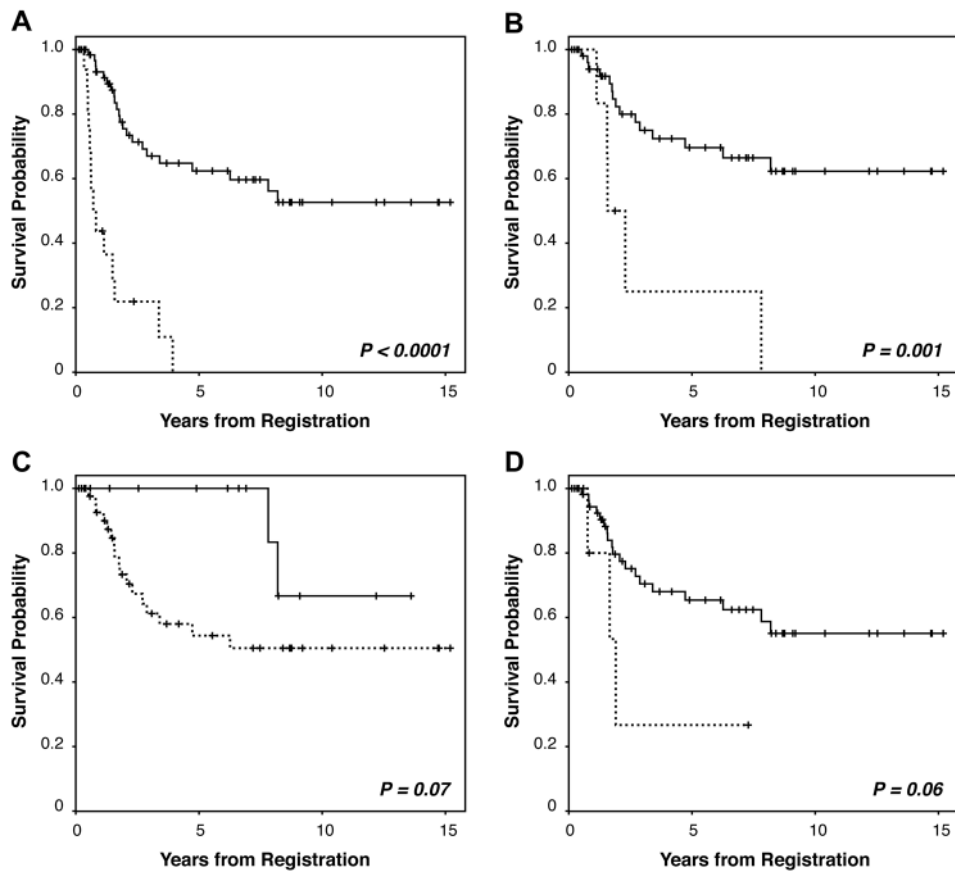 A
Survival Probability
1.0
0.8
0.6
0.4
0.2
0
P < 0.0001
0 5 10 15
Years from Registration
B
Survival Probability
1.0
0.8
0.6
0.4
0.2
0
P = 0.001
0 5 10 15
Years from Registration
C
Survival Probability
1.0
0.8
0.6
0.4
0.2
0
P = 0.07
0 5 10 15
Years from Registration
D
Survival Probability
1.0
0.8
0.6
0.4
0.2
0
P = 0.06
0 5 10 15
Years from Registration